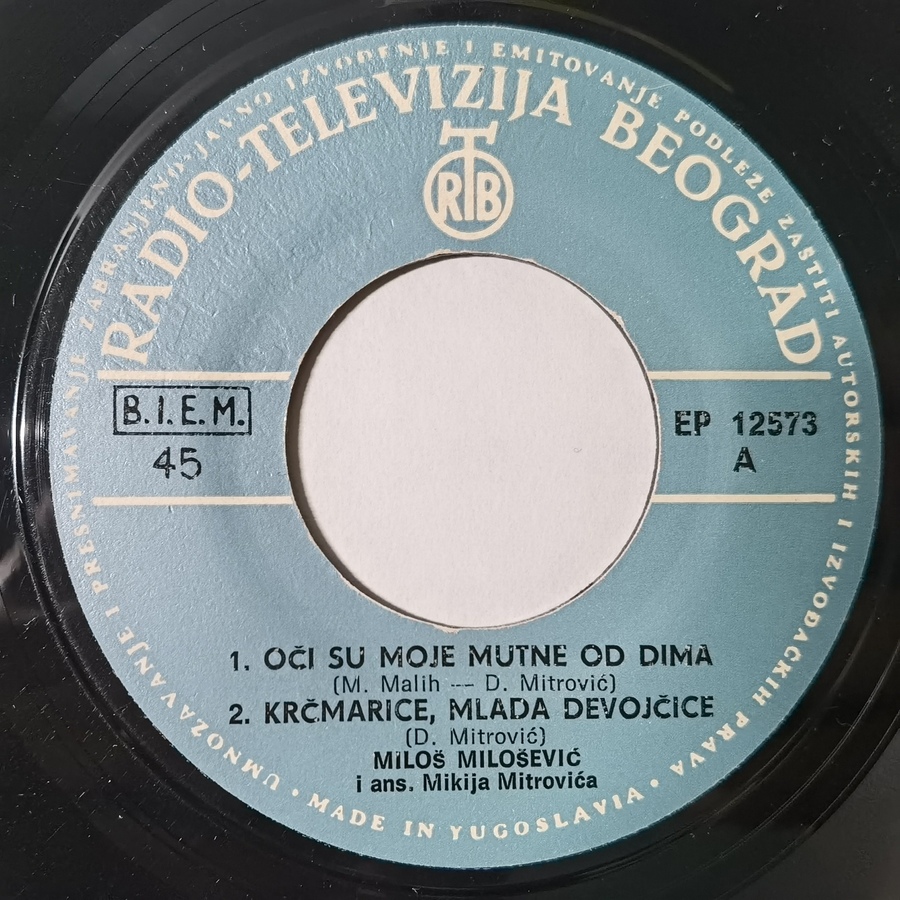 UMNOŽAVANJE I PRESNIMAVANJE ZABRANJENO-JAVNO IZVOĐENJE I EMITOVANJE PODLEŽE ZAŠTITI AUTORSKIH I IZVOĐAČKIH PRAVA
RADIO-TELEVIZIJA BEOGRAD
RTB
B.I.E.M.
45
EP 12573
A
1. OČI SU MOJE MUTNE OD DIMA
(M. Malih -- D. Mitrović)
2. KRČMARICE, MLADA DEVOJČICE
(D. Mitrović)
MILOŠ MILOŠEVIĆ
i ans. Mikija Mitrovića
• MADE IN YUGOSLAVIA •